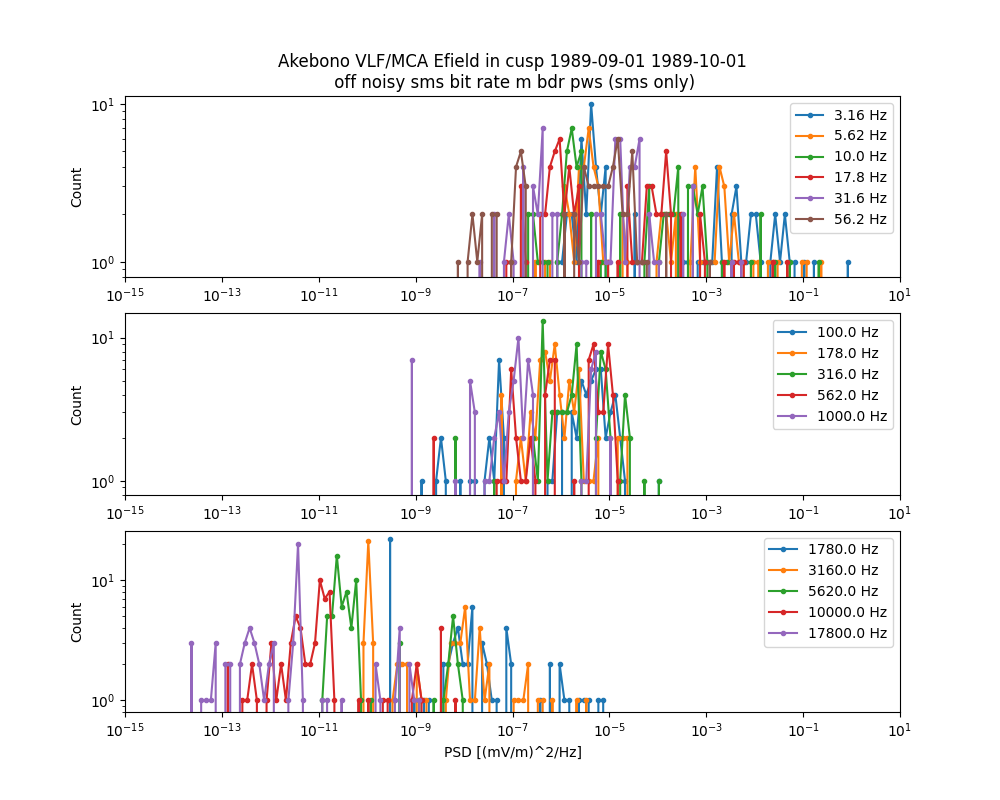 Akebono VLF/MCA Efield in cusp 1989-09-01 1989-10-01
off noisy sms bit rate m bdr pws (sms only)
10^1
10^0
Count
3.16 Hz
5.62 Hz
10.0 Hz
17.8 Hz
31.6 Hz
56.2 Hz
10^-15 10^-13 10^-11 10^-9 10^-7 10^-5 10^-3 10^-1 10^1
10^1
10^0
Count
100.0 Hz
178.0 Hz
316.0 Hz
562.0 Hz
1000.0 Hz
10^-15 10^-13 10^-11 10^-9 10^-7 10^-5 10^-3 10^-1 10^1
10^1
10^0
Count
1780.0 Hz
3160.0 Hz
5620.0 Hz
10000.0 Hz
17800.0 Hz
10^-15 10^-13 10^-11 10^-9 10^-7 10^-5 10^-3 10^-1 10^1
PSD [(mV/m)^2/Hz]